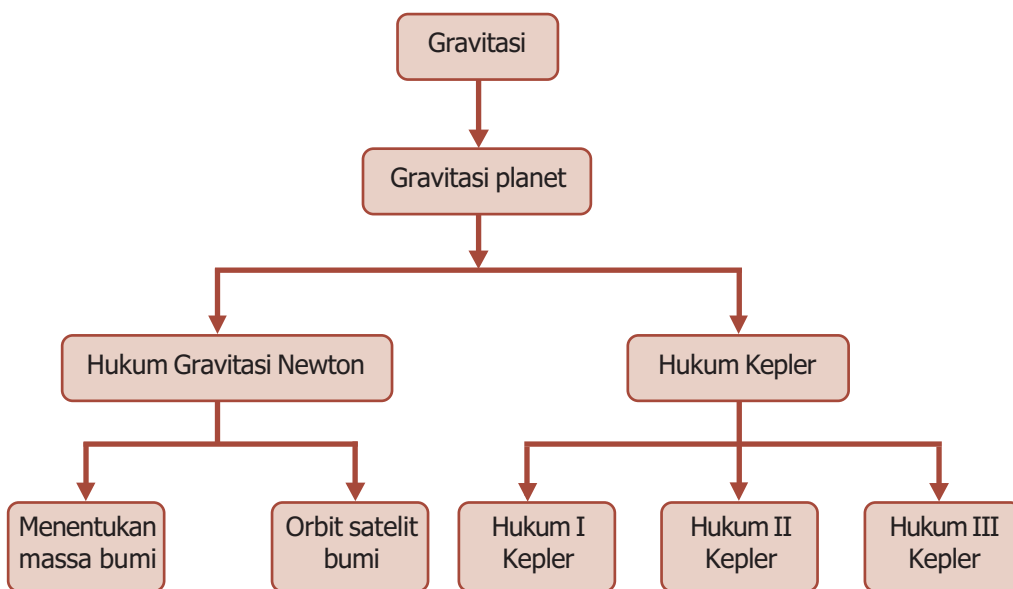 Gravitasi
Gravitasi planet
Hukum Gravitasi Newton
Hukum Kepler
Menentukan
massa bumi
Orbit satelit
bumi
Hukum I
Kepler
Hukum II
Kepler
Hukum III
Kepler